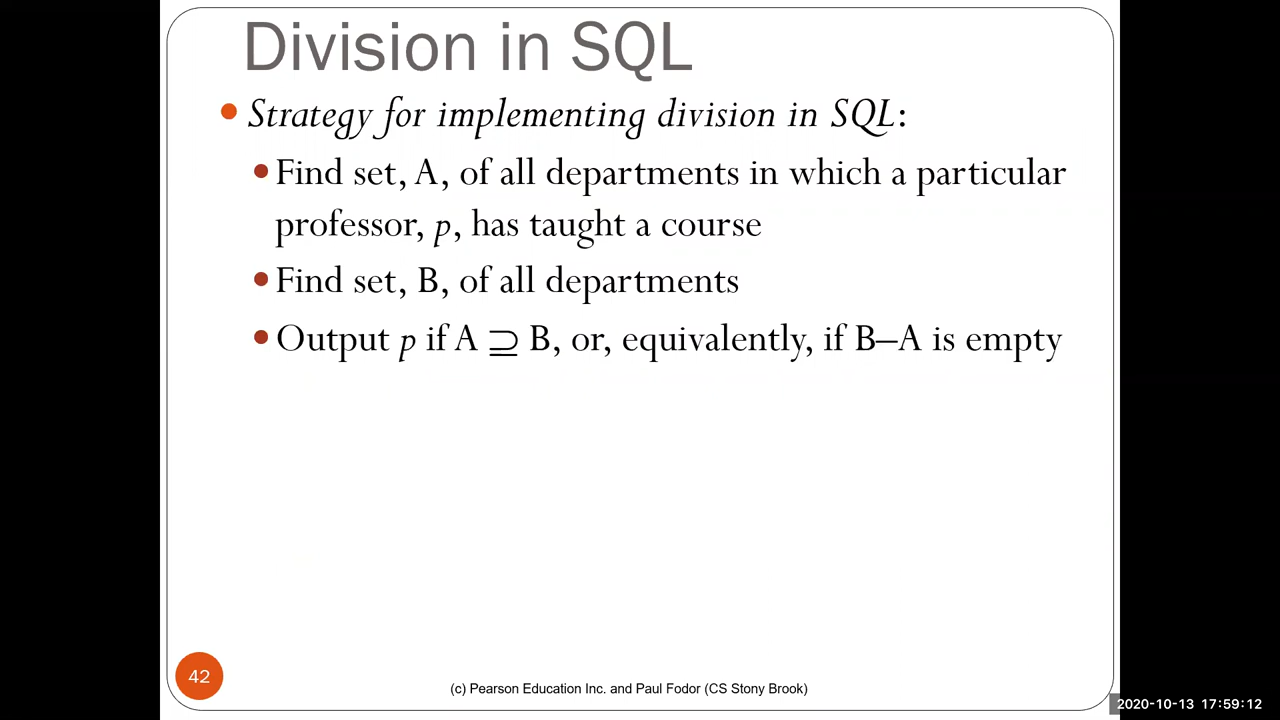 Division in SQL
Strategy for implementing division in SQL:
Find set, A, of all departments in which a particular
professor, p, has taught a course
Find set, B, of all departments
Output p if A ⊇ B, or, equivalently, if B–A is empty
42
(c) Pearson Education Inc. and Paul Fodor (CS Stony Brook)
2020-10-13 17:59:12